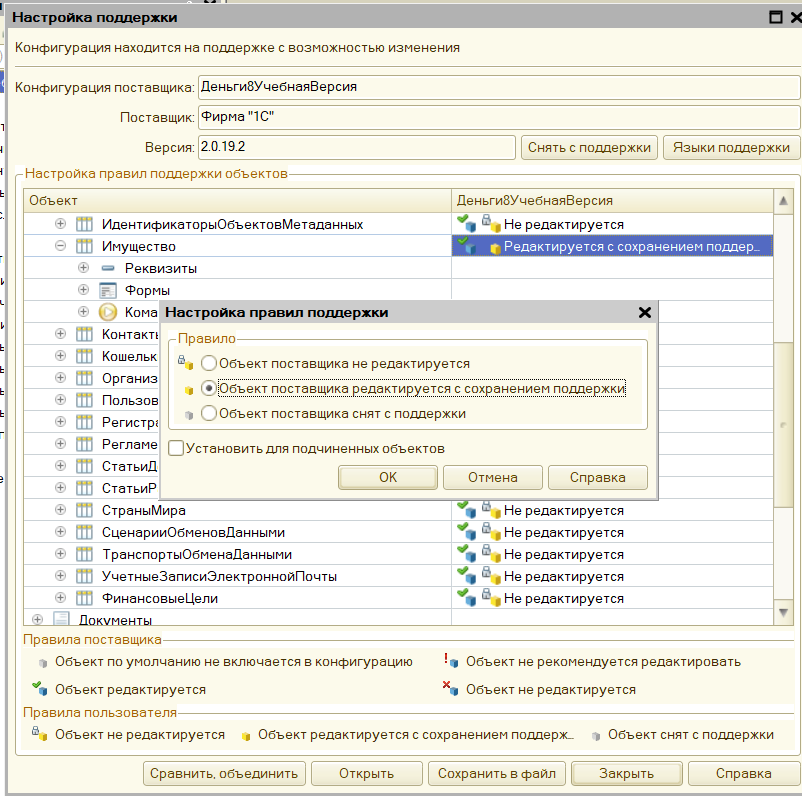 Настройка поддержки
Конфигурация находится на поддержке с возможностью изменения
Конфигурация поставщика: Деньги8УчебнаяВерсия
Поставщик: Фирма "1С"
Версия: 2.0.19.2 Снять с поддержки Языки поддержки
Настройка правил поддержки объектов
Объект Деньги8УчебнаяВерсия
ИдентификаторыОбъектовМетаданных Не редактируется
Имущество Редактируется с сохранением поддер...
Реквизиты
Формы
Кома
Настройка правил поддержки
Правило
Объект поставщика не редактируется
Объект поставщика редактируется с сохранением поддержки
Объект поставщика снят с поддержки
Установить для подчиненных объектов
ОК Отмена Справка
Контакть
Кошельк
Организ
Пользов
Регистра
Регламе
СтатьиД
СтатьиР
СтраныМира Не редактируется
СценарииОбменовДанными Не редактируется
ТранспортыОбменаДанными Не редактируется
УчетныеЗаписиЭлектроннойПочты Не редактируется
ФинансовыеЦели Не редактируется
Документы
Правила поставщика
Объект по умолчанию не включается в конфигурацию Объект не рекомендуется редактировать
Объект редактируется Объект не редактируется
Правила пользователя
Объект не редактируется Объект редактируется с сохранением поддерж... Объект снят с поддержки
Сравнить, объединить Открыть Сохранить в файл Закрыть Справка